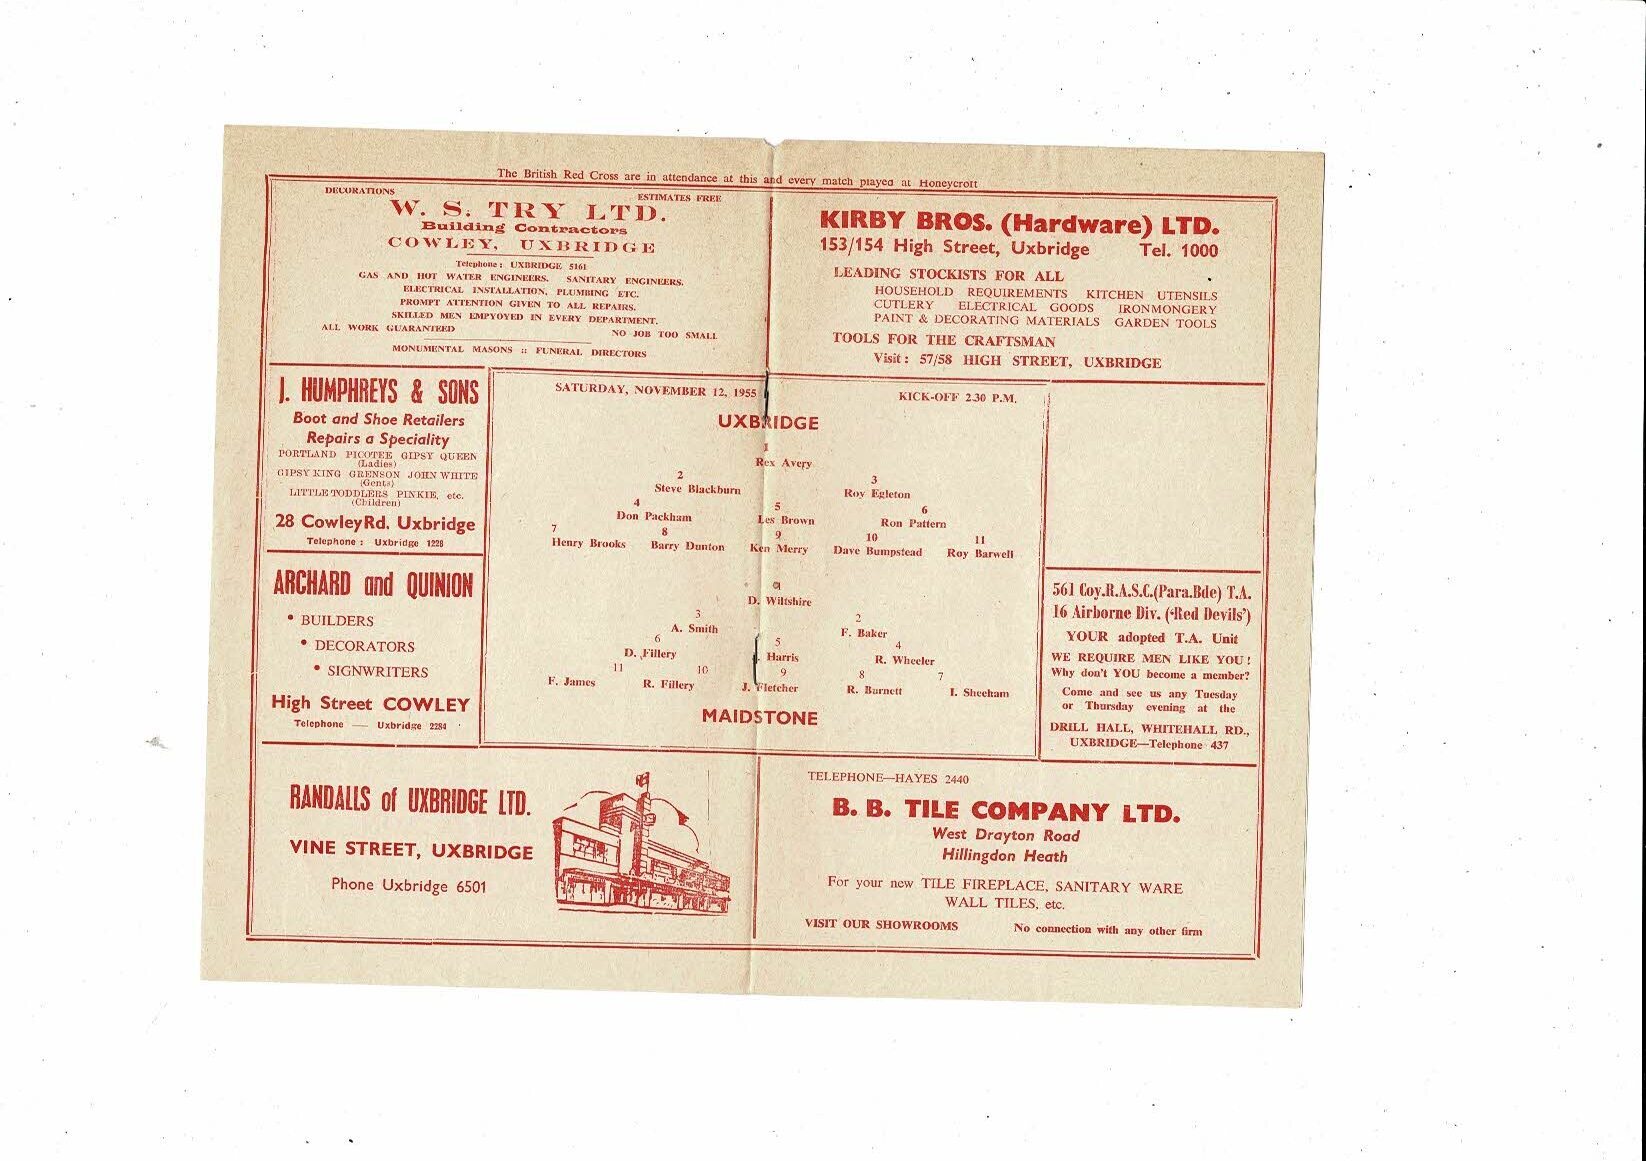 The British Red Cross are in attendance at this and every match played at Honeycroft
DECORATIONS
ESTIMATES FREE
W. S. TRY LTD.
Building Contractors
COWLEY, UXBRIDGE
Telephone : UXBRIDGE 5161
GAS AND HOT WATER ENGINEERS. SANITARY ENGINEERS.
ELECTRICAL INSTALLATION, PLUMBING ETC.
PROMPT ATTENTION GIVEN TO ALL REPAIRS.
SKILLED MEN EMPYOYED IN EVERY DEPARTMENT.
ALL WORK GUARANTEED
NO JOB TOO SMALL
MONUMENTAL MASONS :: FUNERAL DIRECTORS
KIRBY BROS. (Hardware) LTD.
153/154 High Street, Uxbridge Tel. 1000
LEADING STOCKISTS FOR ALL
HOUSEHOLD REQUIREMENTS KITCHEN UTENSILS
CUTLERY ELECTRICAL GOODS IRONMONGERY
PAINT & DECORATING MATERIALS GARDEN TOOLS
TOOLS FOR THE CRAFTSMAN
Visit : 57/58 HIGH STREET, UXBRIDGE
J. HUMPHREYS & SONS
Boot and Shoe Retailers
Repairs a Speciality
PORTLAND PICOTEE GIPSY QUEEN
(Ladies)
GIPSY KING GRENSON JOHN WHITE
(Gents)
LITTLE TODDLERS PINKIE, etc.
(Children)
28 Cowley Rd. Uxbridge
Telephone : Uxbridge 1228
ARCHARD and QUINION
• BUILDERS
• DECORATORS
• SIGNWRITERS
High Street COWLEY
Telephone — Uxbridge 2284
SATURDAY, NOVEMBER 12, 1955
KICK-OFF 2.30 P.M.
UXBRIDGE
1
Rex Avery
2 3
Steve Blackburn Roy Egleton
4 5 6
Don Packham Les Brown Ron Pattern
7 8 9 10 11
Henry Brooks Barry Dunton Ken Merry Dave Bumpstead Roy Barwell
D. Wiltshire
3 2
A. Smith F. Baker
6 5 4
D. Fillery Harris R. Wheeler
11 10 9 8 7
F. James R. Fillery J. Fletcher R. Barnett I. Sheeham
MAIDSTONE
561 Coy.R.A.S.C.(Para.Bde) T.A.
16 Airborne Div. ('Red Devils')
YOUR adopted T.A. Unit
WE REQUIRE MEN LIKE YOU !
Why don't YOU become a member?
Come and see us any Tuesday
or Thursday evening at the
DRILL HALL, WHITEHALL RD.,
UXBRIDGE—Telephone 437
RANDALLS of UXBRIDGE LTD.
VINE STREET, UXBRIDGE
Phone Uxbridge 6501
TELEPHONE—HAYES 2440
B. B. TILE COMPANY LTD.
West Drayton Road
Hillingdon Heath
For your new TILE FIREPLACE, SANITARY WARE
WALL TILES, etc.
VISIT OUR SHOWROOMS
No connection with any other firm